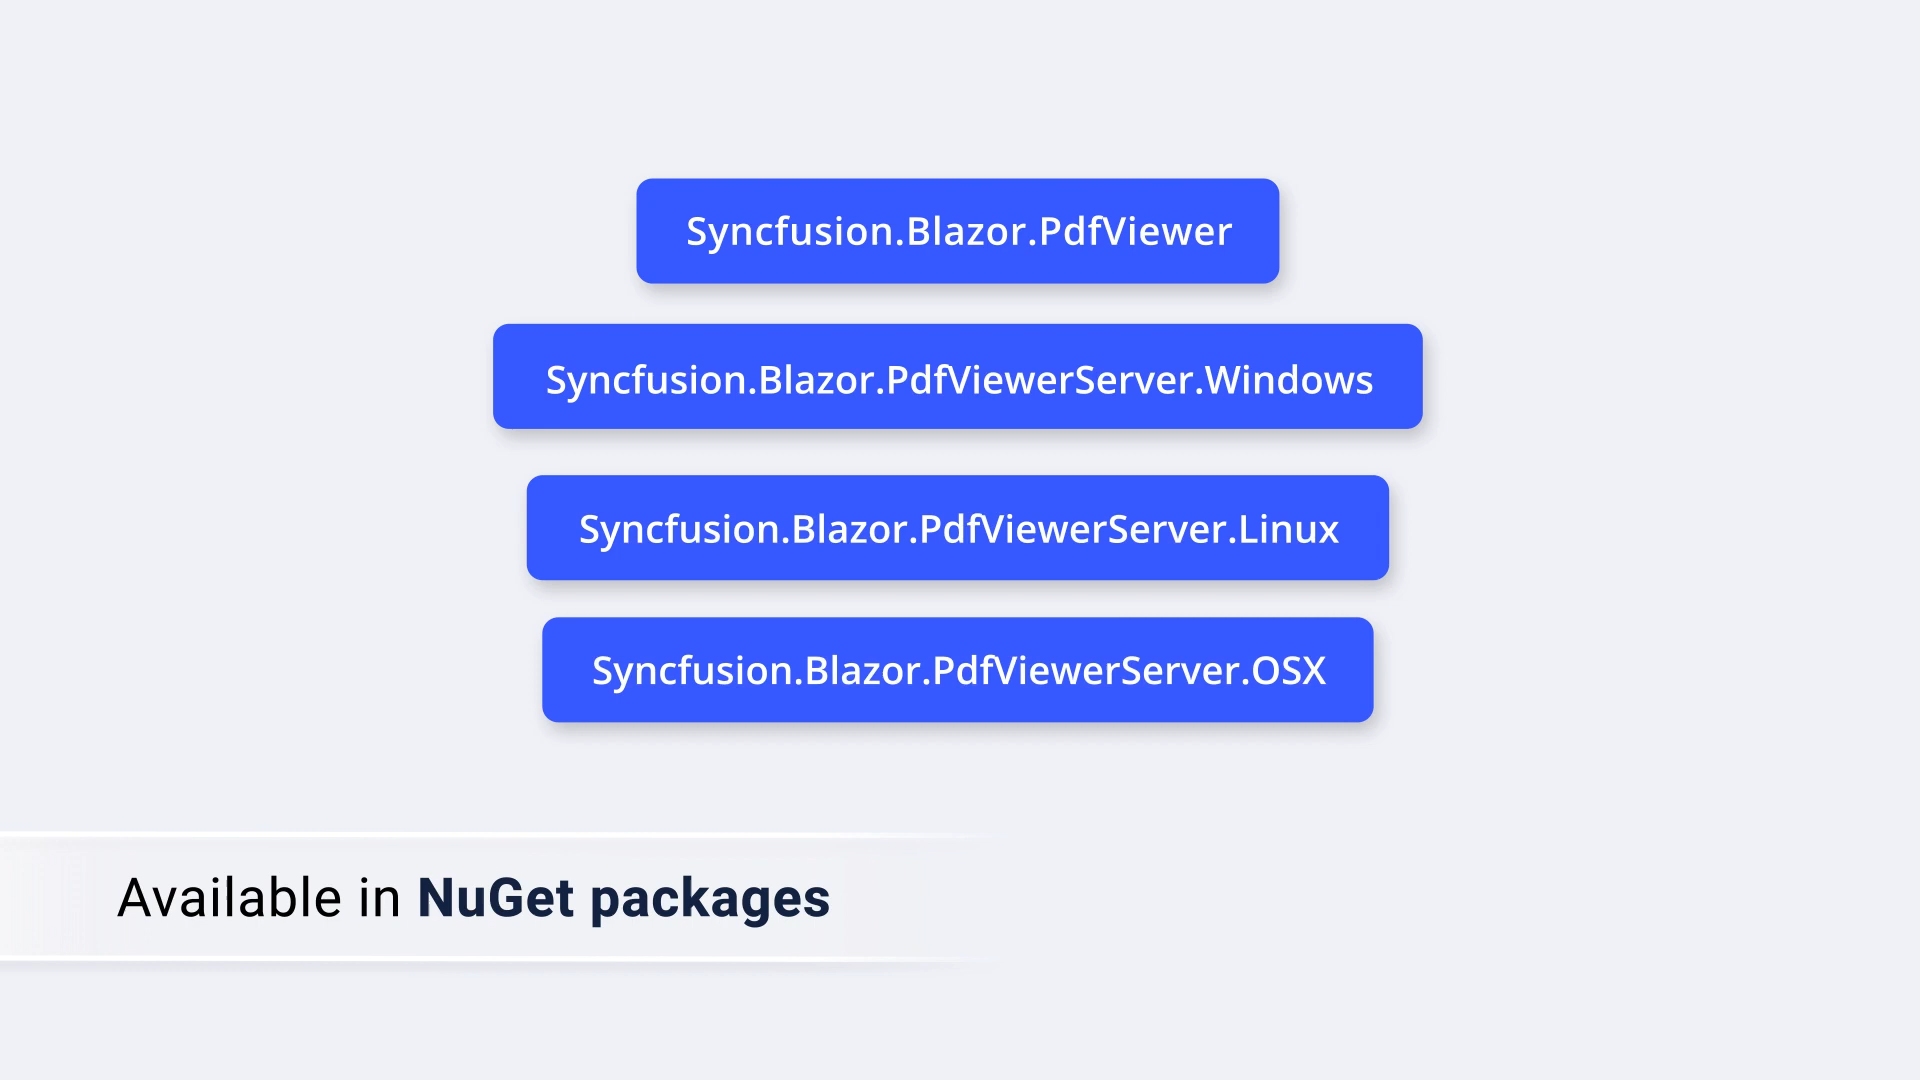 Syncfusion.Blazor.PdfViewer
Syncfusion.Blazor.PdfViewerServer.Windows
Syncfusion.Blazor.PdfViewerServer.Linux
Syncfusion.Blazor.PdfViewerServer.OSX
Available in NuGet packages